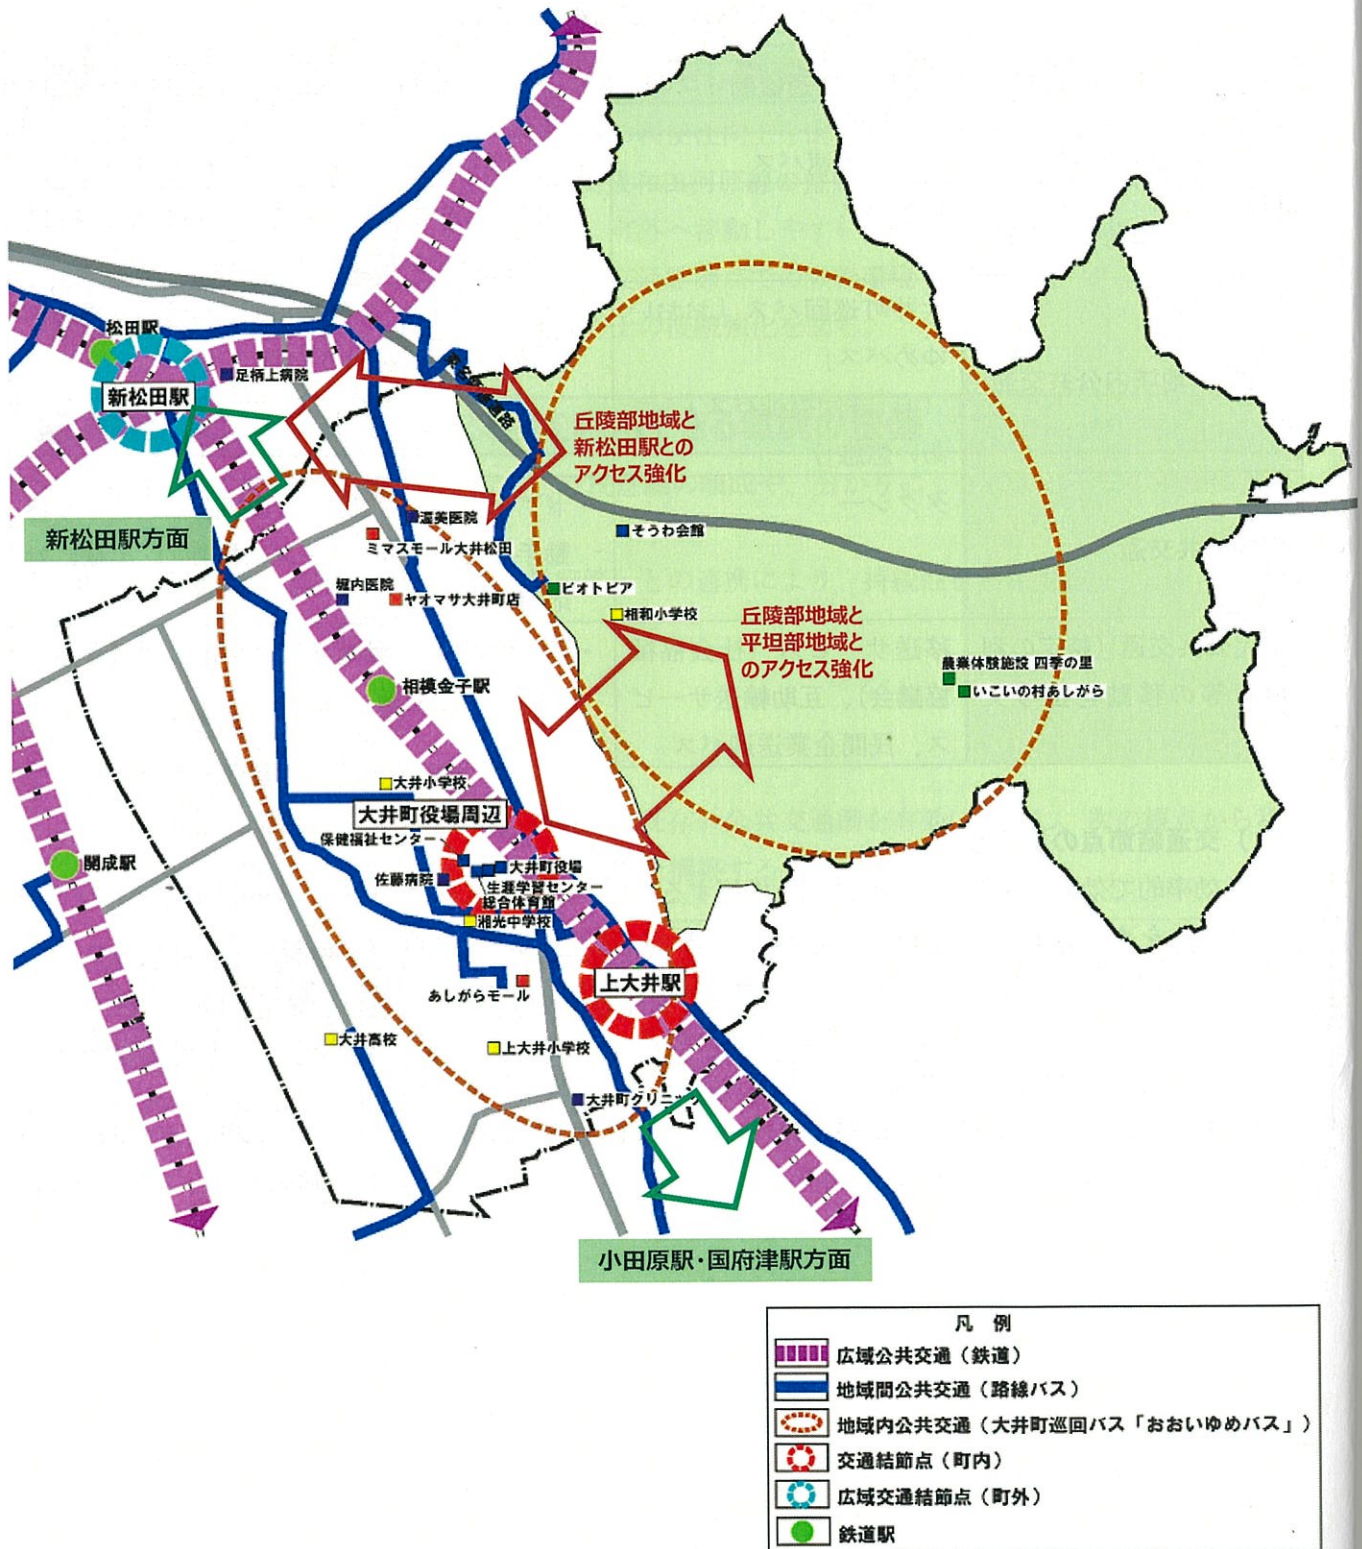 松田駅
新松田駅
足柄上病院
丘陵部地域と
新松田駅との
アクセス強化
新松田駅方面
渥美医院
ミマスモール大井松田
そうわ会館
堀内医院
ヤオマサ大井町店
ビオトピア
相和小学校
丘陵部地域と
平坦部地域と
のアクセス強化
農業体験施設 四季の里
いこいの村あしがら
相模金子駅
大井小学校
大井町役場周辺
保健福祉センター
開成駅
大井町役場
佐藤病院
生涯学習センター
総合体育館
湘光中学校
上大井駅
あしがらモール
大井高校
上大井小学校
大井町クリニック
小田原駅・国府津駅方面
凡 例
広域公共交通（鉄道）
地域間公共交通（路線バス）
地域内公共交通（大井町巡回バス「おおいゆめバス」）
交通結節点（町内）
広域交通結節点（町外）
鉄道駅